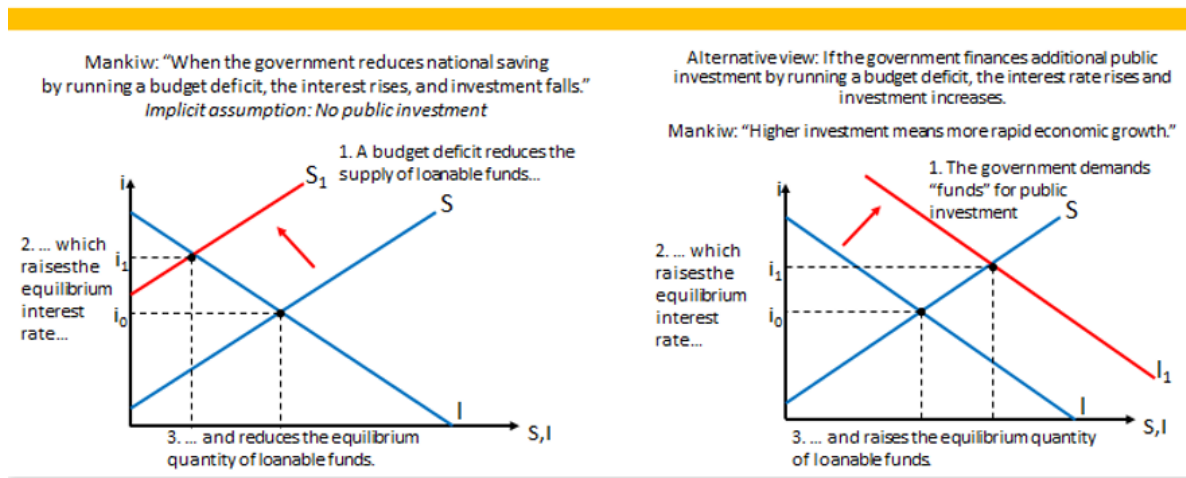 Mankiw: “When the government reduces national saving
by running a budget deficit, the interest rises, and investment falls.”
Implicit assumption: No public investment
1. A budget deficit reduces the
supply of loanable funds...
S1
S
i
2. ... which
raisesthe
equilibrium
interest
rate...
i1
i0
I
S,I
3. ... and reduces the equilibrium
quantity of loanable funds.
Alternative view: If the government finances additional public
investment by running a budget deficit, the interest rate rises and
investment increases.
Mankiw: “Higher investment means more rapid economic growth.”
1. The government demands
“funds” for public
investment
S
i
2. ... which
raisesthe
equilibrium
interest
rate...
i1
i0
I1
I
S,I
3. ... and raises the equilibrium quantity
of loanable funds.